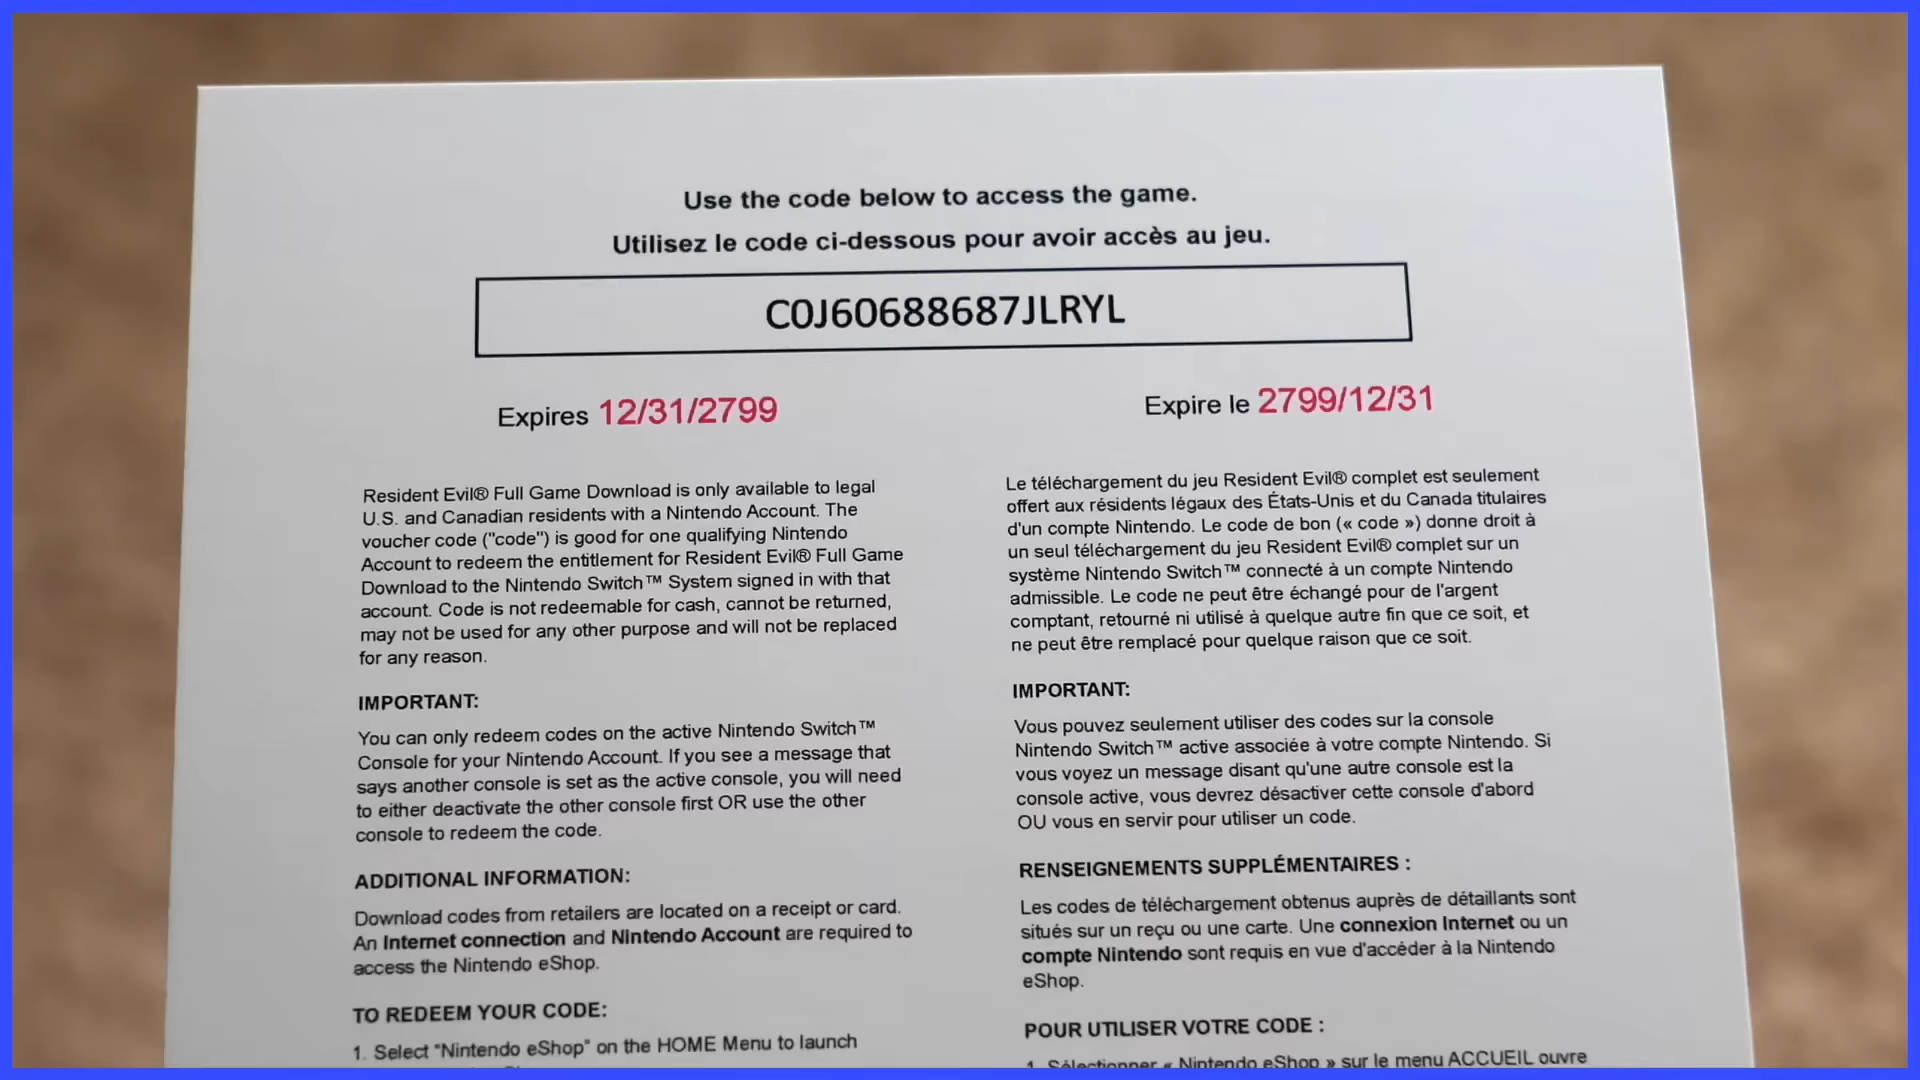 Use the code below to access the game.
Utilisez le code ci-dessous pour avoir accès au jeu.
C0J60688687JLRYL
Expires 12/31/2799
Resident Evil® Full Game Download is only available to legal
U.S. and Canadian residents with a Nintendo Account. The
voucher code ("code") is good for one qualifying Nintendo
Account to redeem the entitlement for Resident Evil® Full Game
Download to the Nintendo Switch™ System signed in with that
account. Code is not redeemable for cash, cannot be returned,
may not be used for any other purpose and will not be replaced
for any reason.
IMPORTANT:
You can only redeem codes on the active Nintendo Switch™
Console for your Nintendo Account. If you see a message that
says another console is set as the active console, you will need
to either deactivate the other console first OR use the other
console to redeem the code.
ADDITIONAL INFORMATION:
Download codes from retailers are located on a receipt or card.
An Internet connection and Nintendo Account are required to
access the Nintendo eShop.
TO REDEEM YOUR CODE:
1. Select "Nintendo eShop" on the HOME Menu to launch
Expire le 2799/12/31
Le téléchargement du jeu Resident Evil® complet est seulement
offert aux résidents légaux des États-Unis et du Canada titulaires
d'un compte Nintendo. Le code de bon (« code ») donne droit à
un seul téléchargement du jeu Resident Evil® complet sur un
système Nintendo Switch™ connecté à un compte Nintendo
admissible. Le code ne peut être échangé pour de l'argent
comptant, retourné ni utilisé à quelque autre fin que ce soit, et
ne peut être remplacé pour quelque raison que ce soit.
IMPORTANT:
Vous pouvez seulement utiliser des codes sur la console
Nintendo Switch™ active associée à votre compte Nintendo. Si
vous voyez un message disant qu'une autre console est la
console active, vous devrez désactiver cette console d'abord
OU vous en servir pour utiliser un code.
RENSEIGNEMENTS SUPPLÉMENTAIRES :
Les codes de téléchargement obtenus auprès de détaillants sont
situés sur un reçu ou une carte. Une connexion Internet ou un
compte Nintendo sont requis en vue d'accéder à la Nintendo
eShop.
POUR UTILISER VOTRE CODE :
1. Sélectionner « Nintendo eShop » sur le menu ACCUEIL ouvre